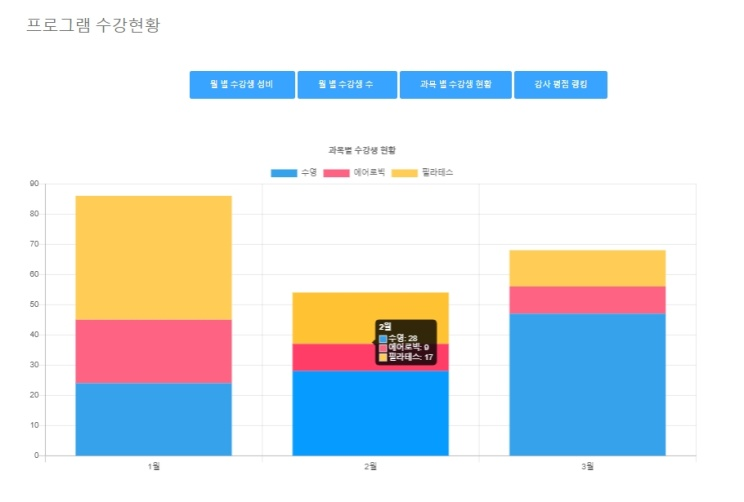 프로그램 수강현황
월 별 수강생 성비
월 별 수강생 수
과목 별 수강생 현황
강사 평점 랭킹
과목별 수강생 현황
수영 에어로빅 필라테스
90
80
70
60
50
40
30
20
10
0
2월
수영: 28
에어로빅: 9
필라테스: 17
1월 2월 3월